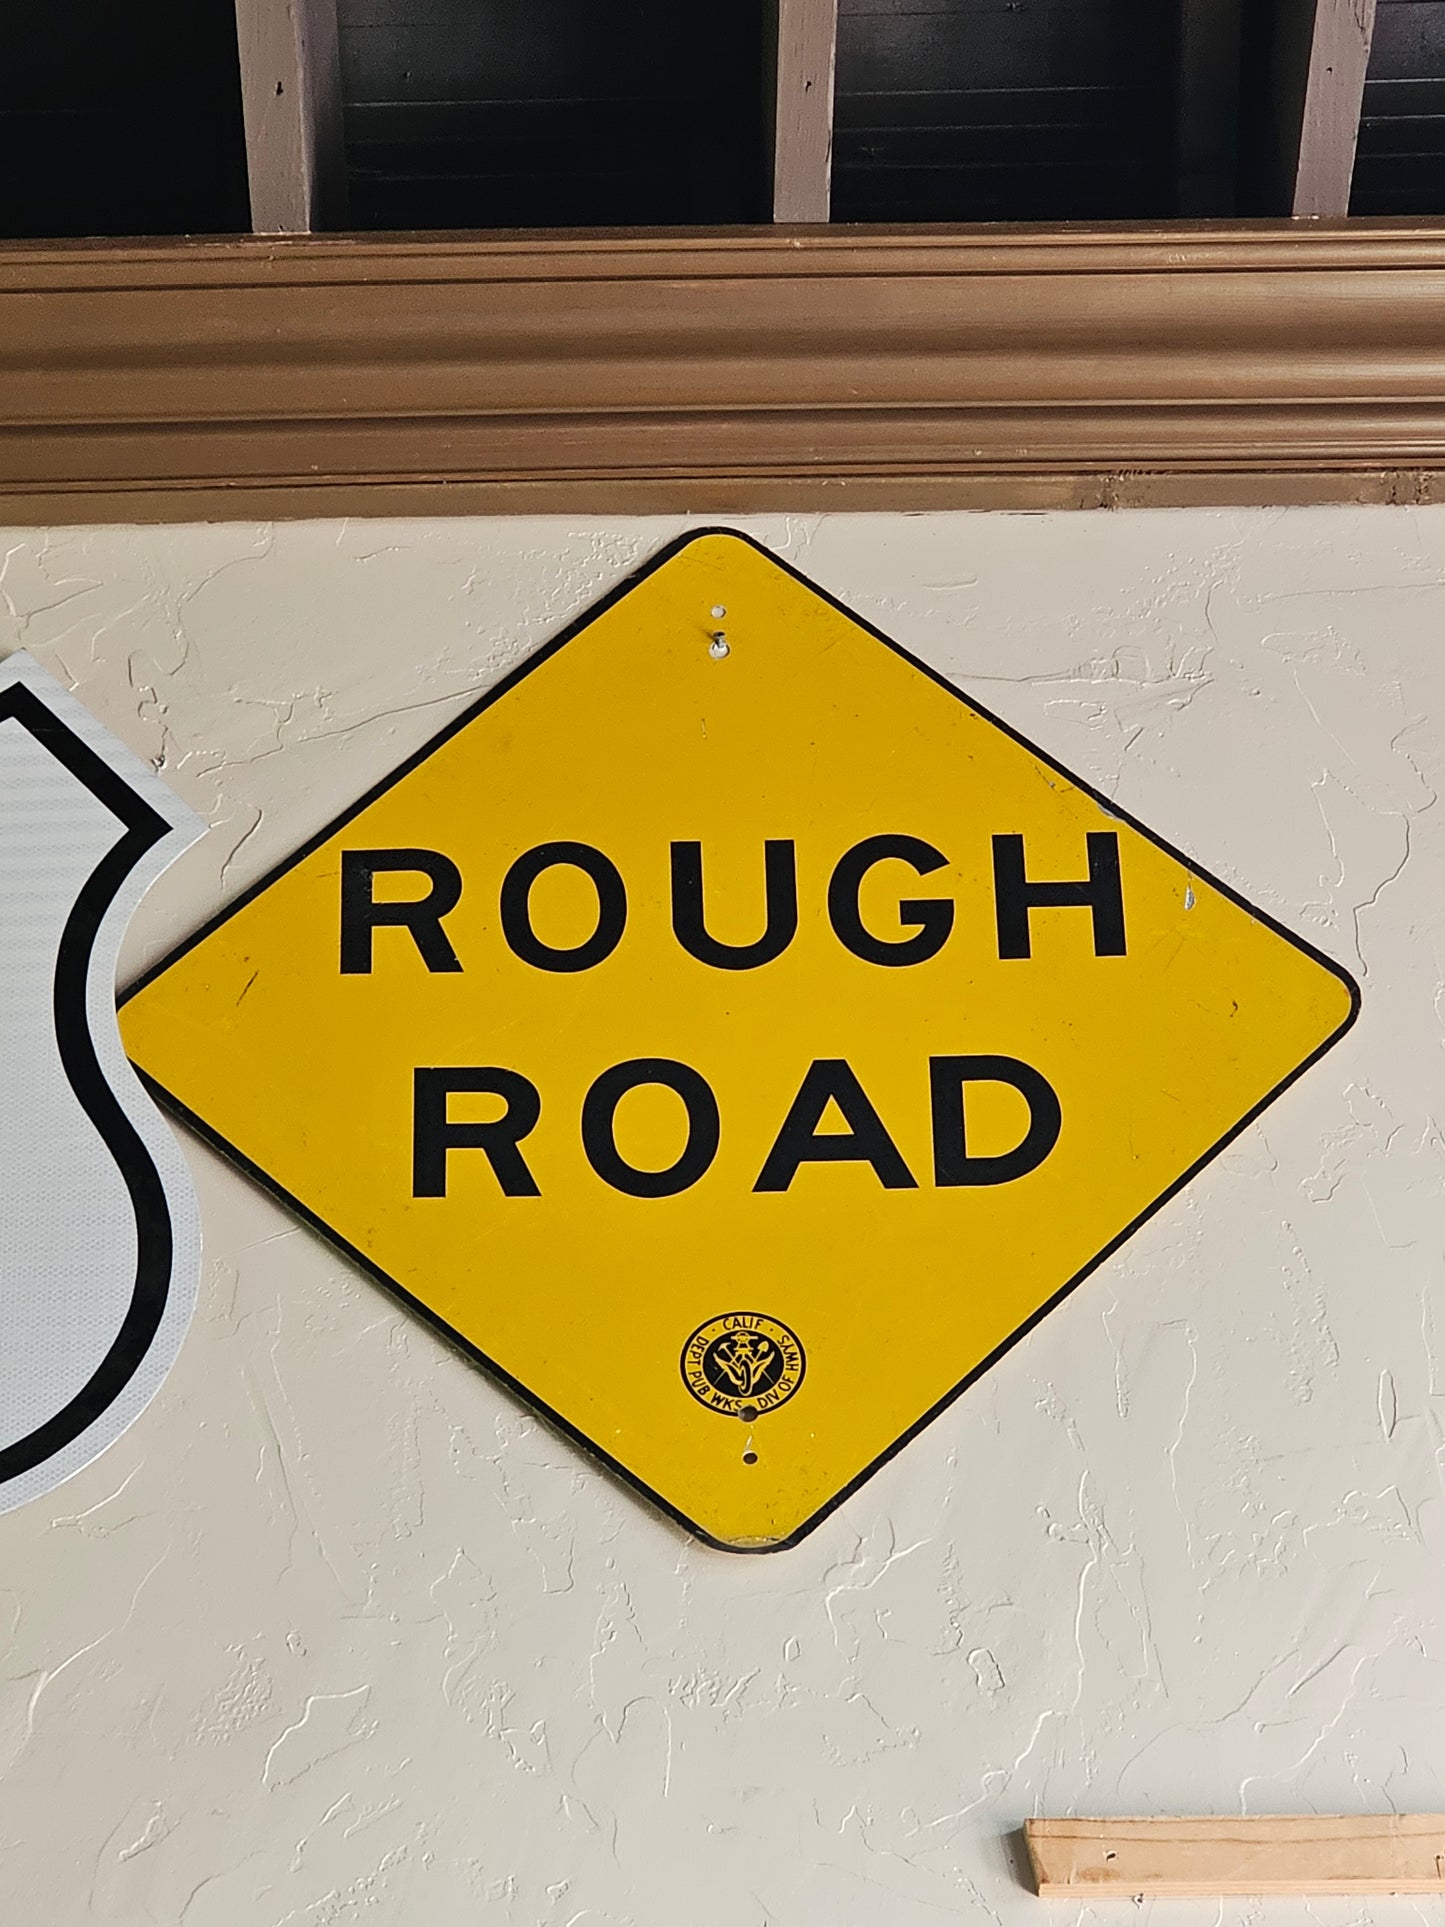 ROUGH
ROAD
· CALIF ·
DEPT PUB WKS DIV OF HWYS